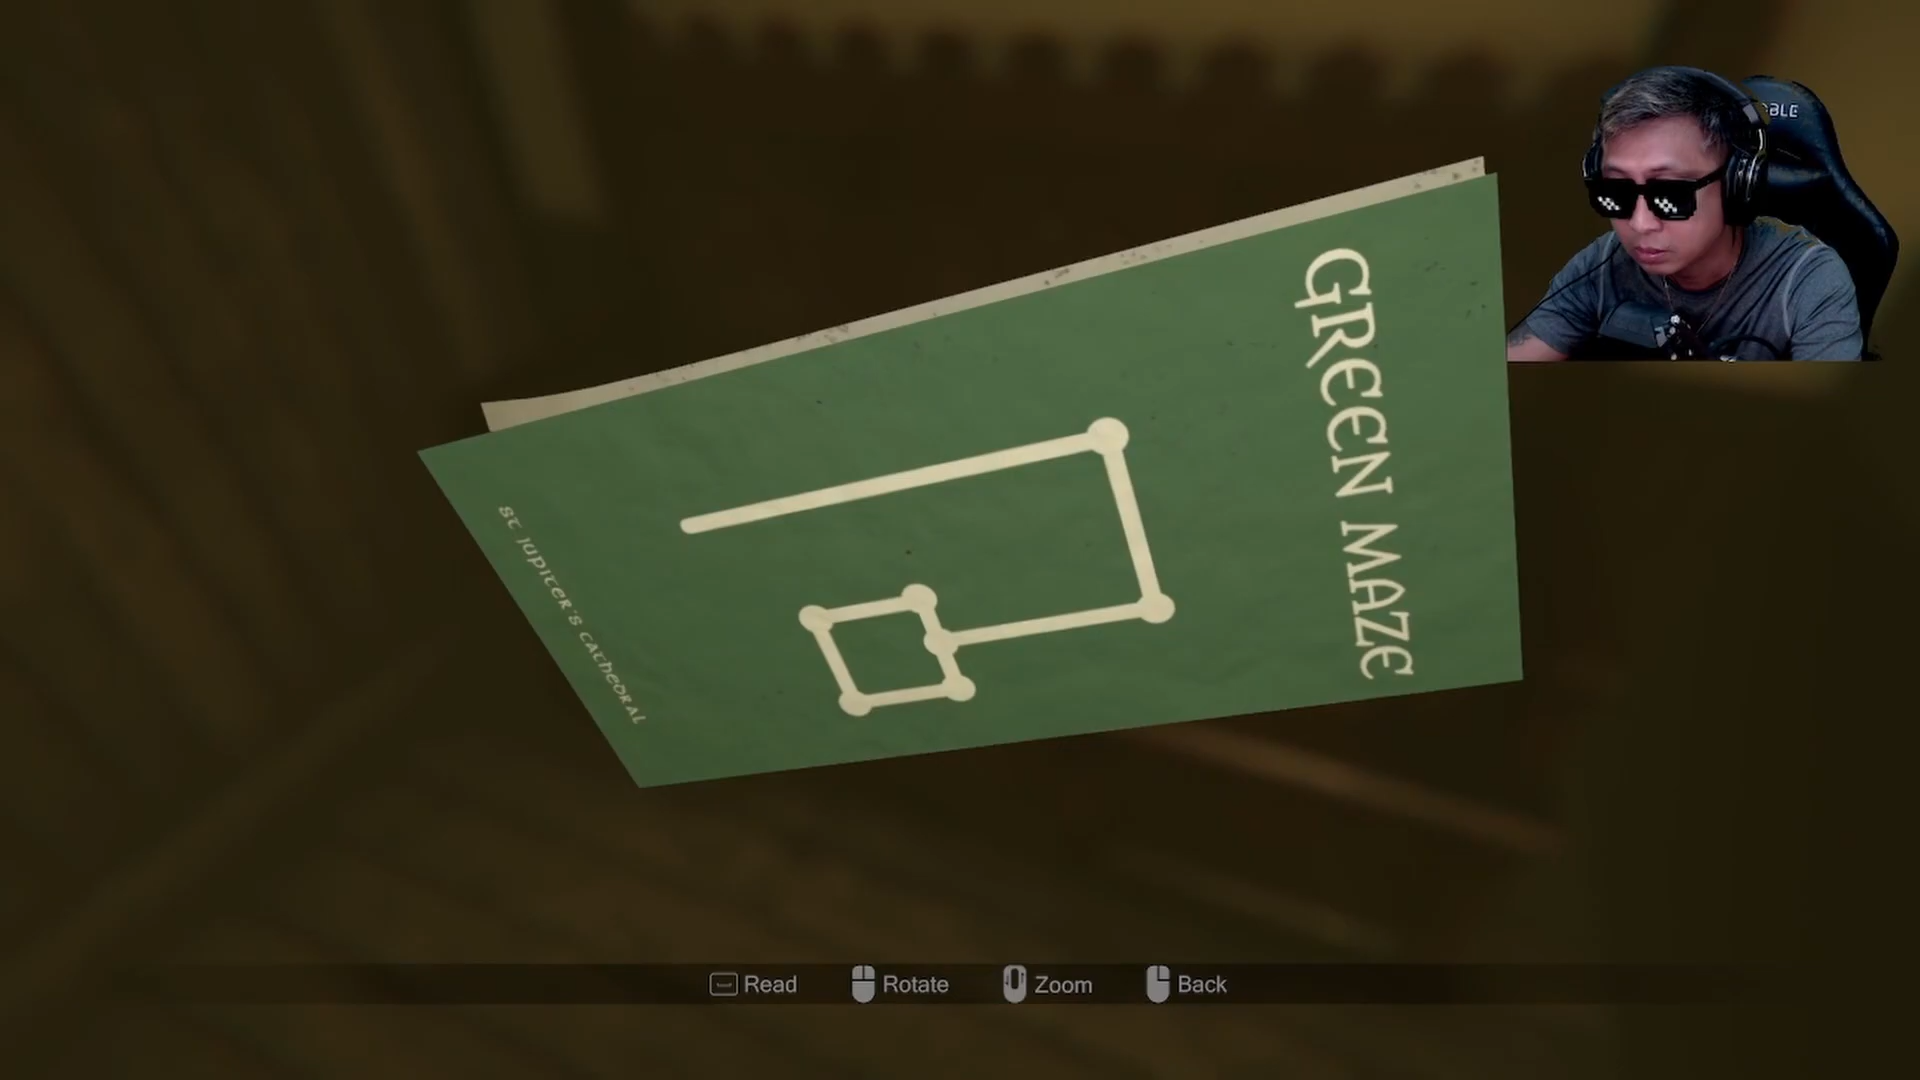 GREEN MAZE
ST JUPITER'S CATHEDRAL
Read
Rotate
Zoom
Back